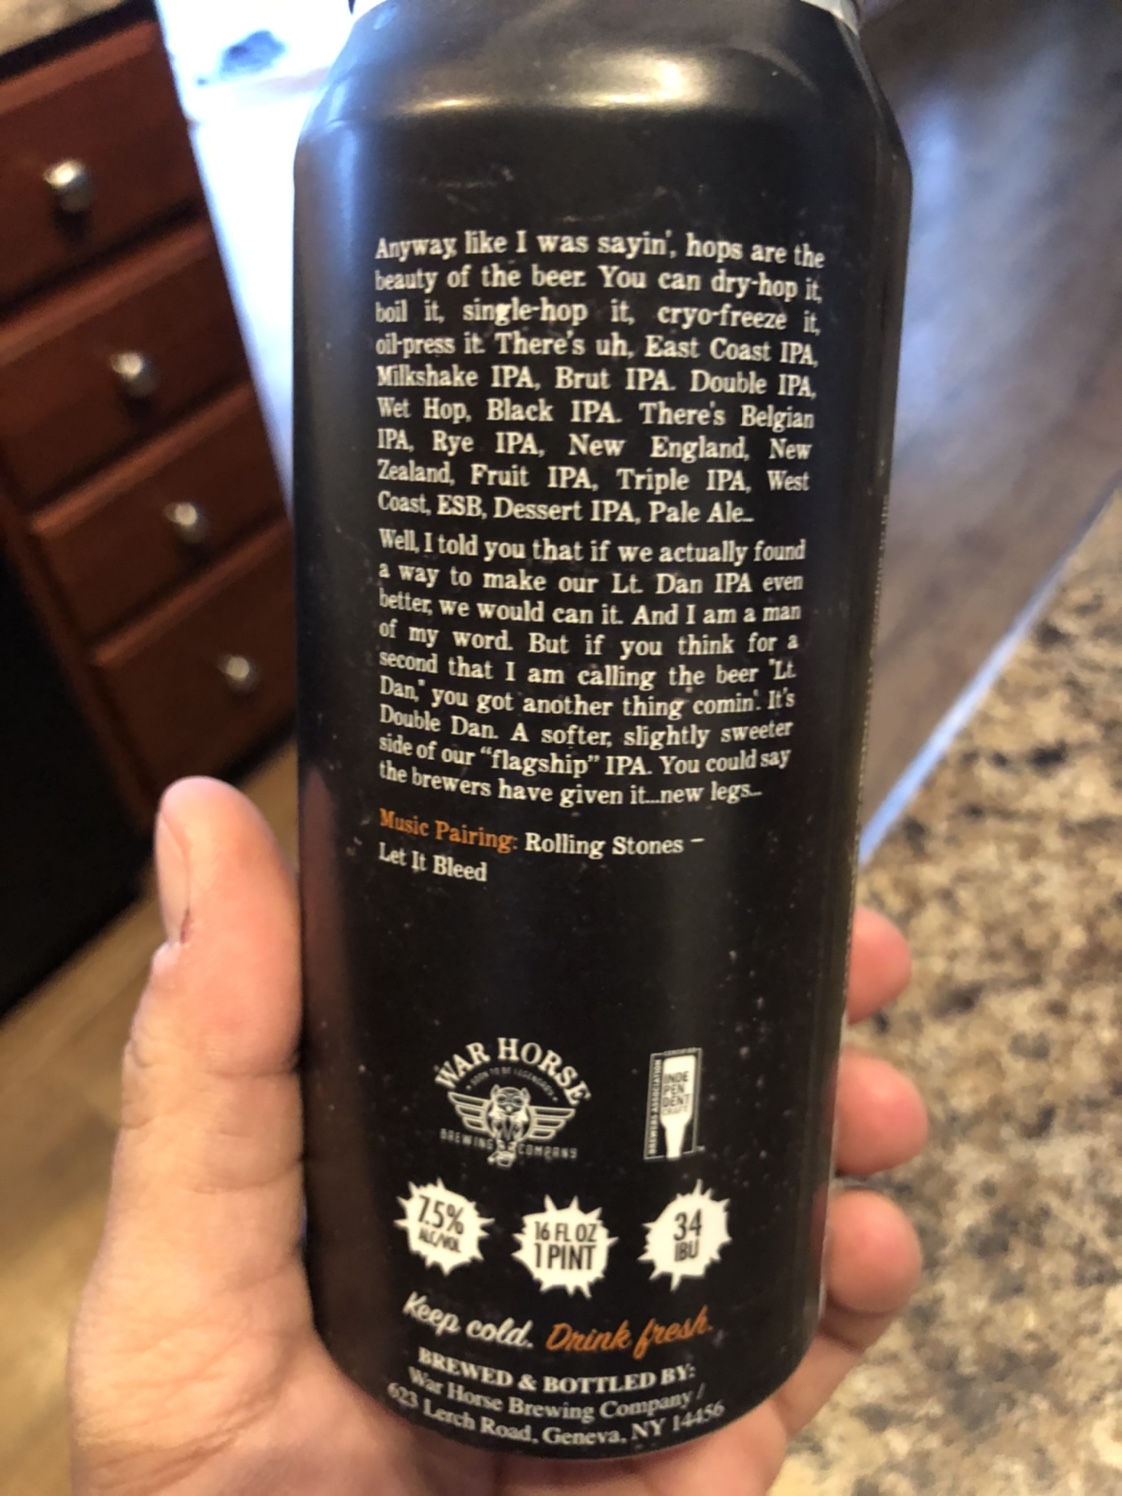 Anyway, like I was sayin', hops are the
beauty of the beer. You can dry-hop it,
boil it, single-hop it, cryo-freeze it,
oil-press it. There's uh, East Coast IPA,
Milkshake IPA, Brut IPA. Double IPA,
Wet Hop, Black IPA. There's Belgian
IPA, Rye IPA, New England, New
Zealand, Fruit IPA, Triple IPA, West
Coast, ESB, Dessert IPA, Pale Ale...
Well, I told you that if we actually found
a way to make our Lt. Dan IPA even
better, we would can it. And I am a man
of my word. But if you think for a
second that I am calling the beer "Lt.
Dan," you got another thing comin'. It's
Double Dan. A softer, slightly sweeter
side of our “flagship” IPA. You could say
the brewers have given it...new legs...
Music Pairing: Rolling Stones –
Let It Bleed
WAR HORSE
BORN TO BE LEGENDARY
BREWING COMPANY
BREWERS ASSOCIATION
CERTIFIED
INDE
PEN
DENT
CRAFT
7.5%
ALC/VOL
16 FL OZ
1 PINT
34
IBU
Keep cold. Drink fresh.
BREWED & BOTTLED BY:
War Horse Brewing Company /
623 Lerch Road, Geneva, NY 14456